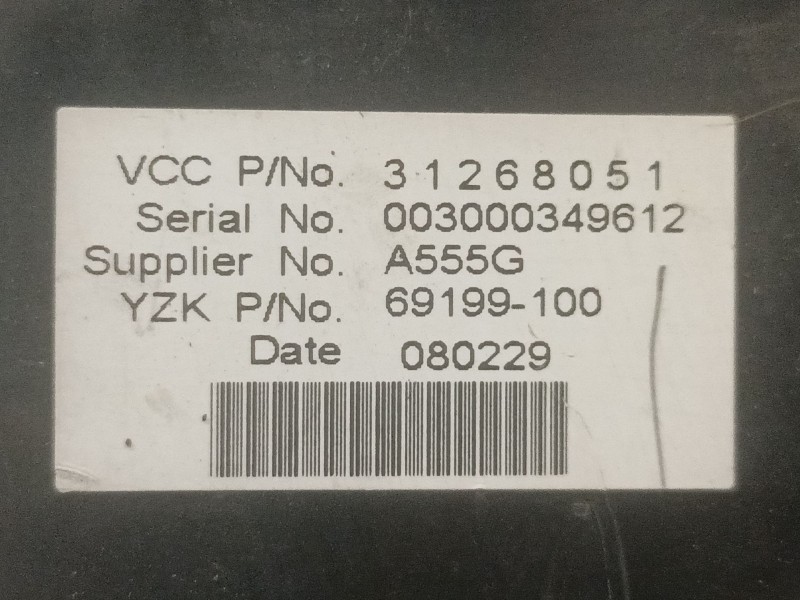 VCC P/No. 31268051
Serial No. 003000349612
Supplier No. A555G
YZK P/No. 69199-100
Date 080229